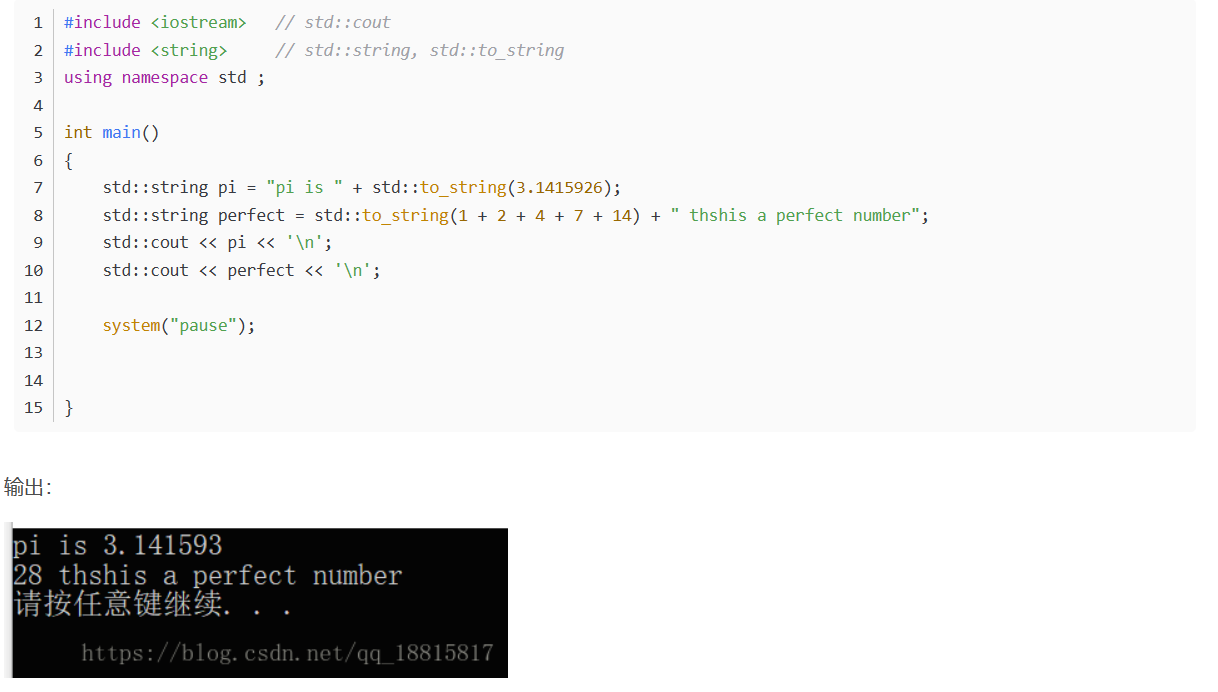 1 #include <iostream>   // std::cout
2 #include <string>     // std::string, std::to_string
3 using namespace std ;
4
5 int main()
6 {
7     std::string pi = "pi is " + std::to_string(3.1415926);
8     std::string perfect = std::to_string(1 + 2 + 4 + 7 + 14) + " thshis a perfect number";
9     std::cout << pi << '\n';
10     std::cout << perfect << '\n';
11
12     system("pause");
13
14
15 }
输出：
pi is 3.141593
28 thshis a perfect number
请按任意键继续. . .
https://blog.csdn.net/qq_18815817